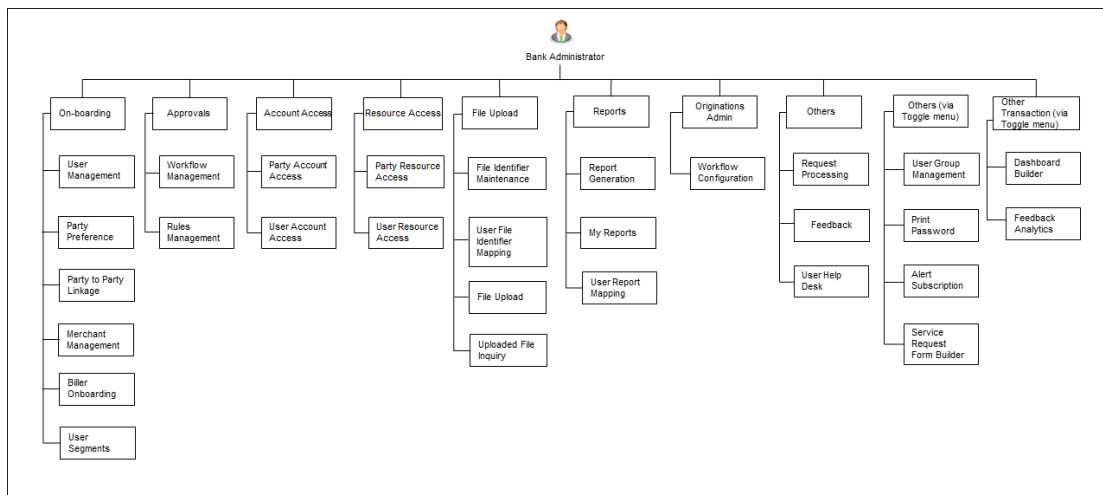 Bank Administrator
On-boarding
User
Management
Party
Preference
Party to Party
Linkage
Merchant
Management
Biller
Onboarding
User
Segments
Approvals
Workflow
Management
Rules
Management
Account Access
Party Account
Access
User Account
Access
Resource Access
Party Resource
Access
User Resource
Access
File Upload
File Identifier
Maintenance
User File
Identifier
Mapping
File Upload
Uploaded File
Inquiry
Reports
Report
Generation
My Reports
User Report
Mapping
Originations
Admin
Workflow
Configuration
Others
Request
Processing
Feedback
User Help
Desk
Others (via
Toggle menu)
User Group
Management
Print
Password
Alert
Subscription
Service
Request
Form Builder
Other
Transaction (via
Toggle menu)
Dashboard
Builder
Feedback
Analytics